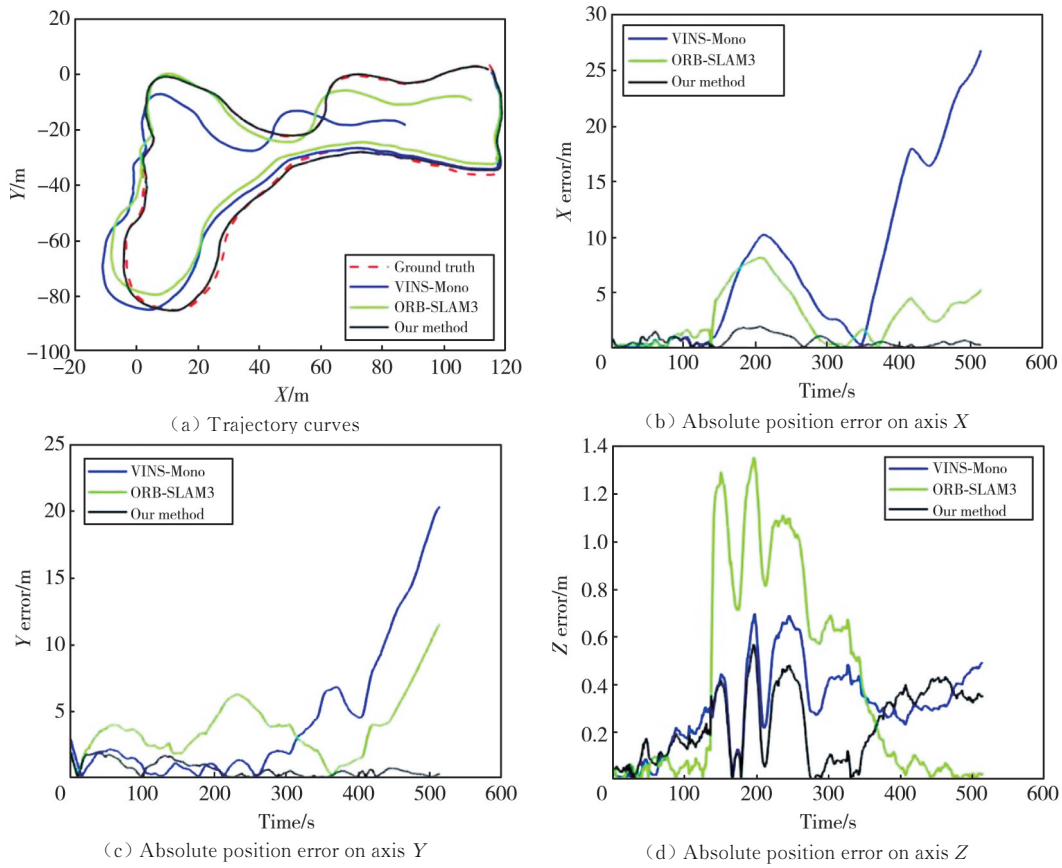 20
0
−20
−40
−60
−80
−100
Y/m
−20 0 20 40 60 80 100 120
X/m
Ground truth
VINS-Mono
ORB-SLAM3
Our method
(a) Trajectory curves
30
25
20
15
10
5
X error/m
0 100 200 300 400 500 600
Time/s
VINS-Mono
ORB-SLAM3
Our method
(b) Absolute position error on axis X
25
20
15
10
5
Y error/m
0 100 200 300 400 500 600
Time/s
VINS-Mono
ORB-SLAM3
Our method
(c) Absolute position error on axis Y
1.4
1.2
1.0
0.8
0.6
0.4
0.2
Z error/m
0 100 200 300 400 500 600
Time/s
VINS-Mono
ORB-SLAM3
Our method
(d) Absolute position error on axis Z